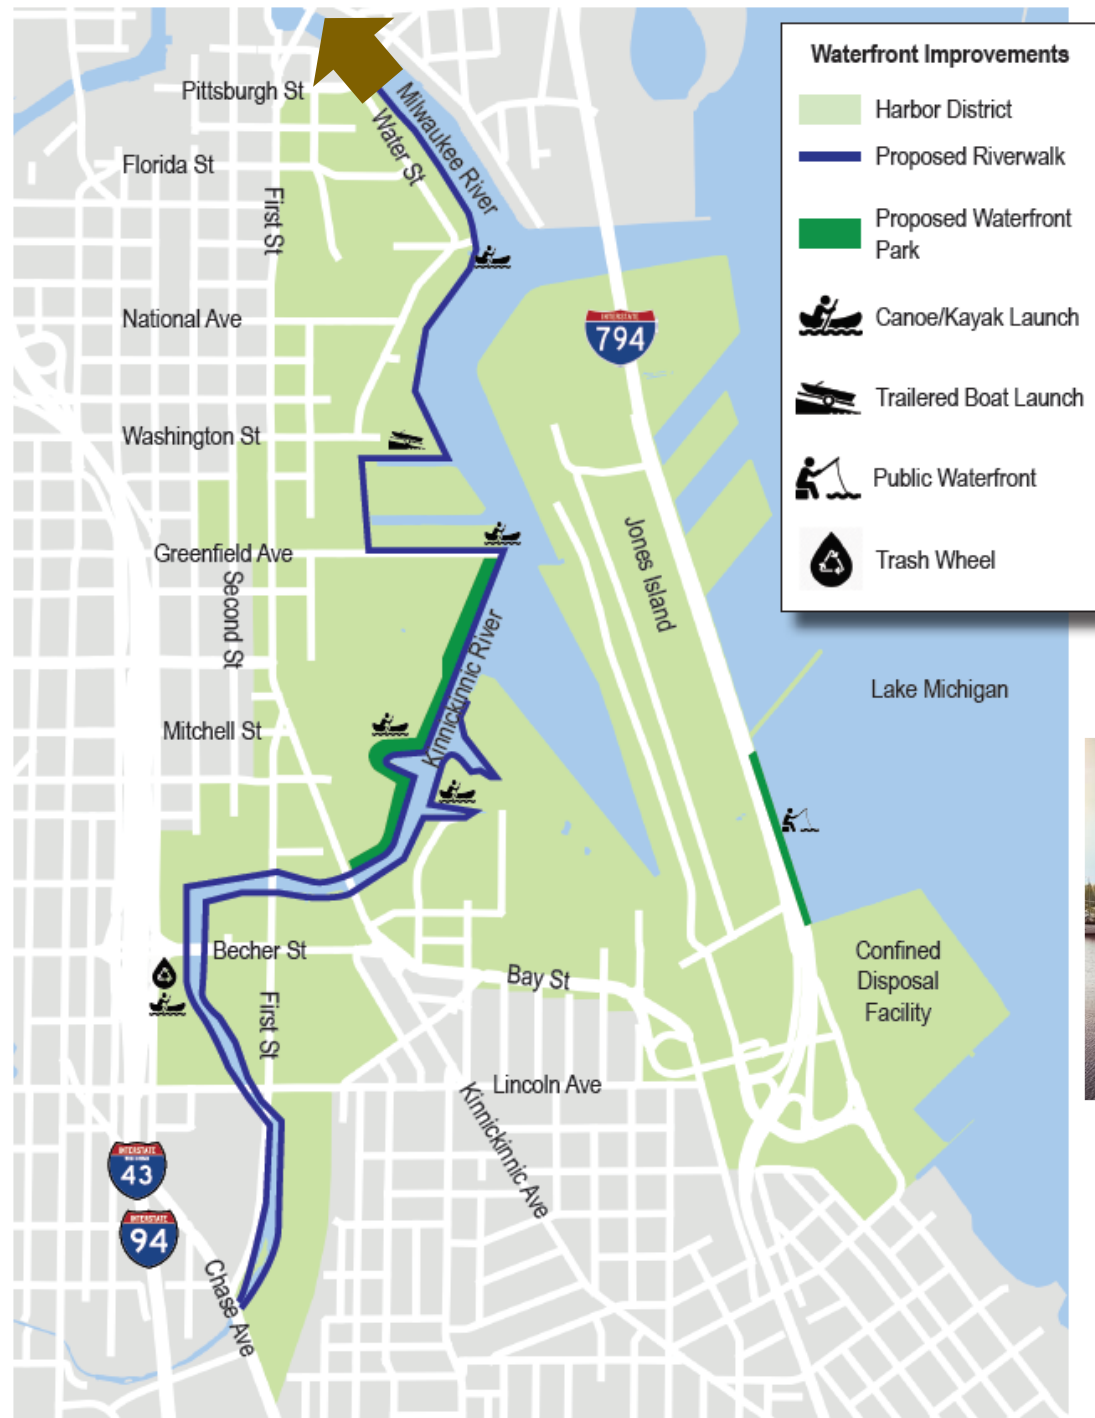 Waterfront Improvements
Harbor District
Proposed Riverwalk
Proposed Waterfront
Park
Canoe/Kayak Launch
Trailered Boat Launch
Public Waterfront
Trash Wheel
Pittsburgh St
Milwaukee River
Water St
Florida St
First St
National Ave
INTERSTATE
794
Washington St
Greenfield Ave
Second St
Jones Island
Kinnickinnic River
Lake Michigan
Mitchell St
Becher St
Bay St
Confined
Disposal
Facility
First St
Lincoln Ave
Kinnickinnic Ave
INTERSTATE
43
INTERSTATE
94
Chase Ave